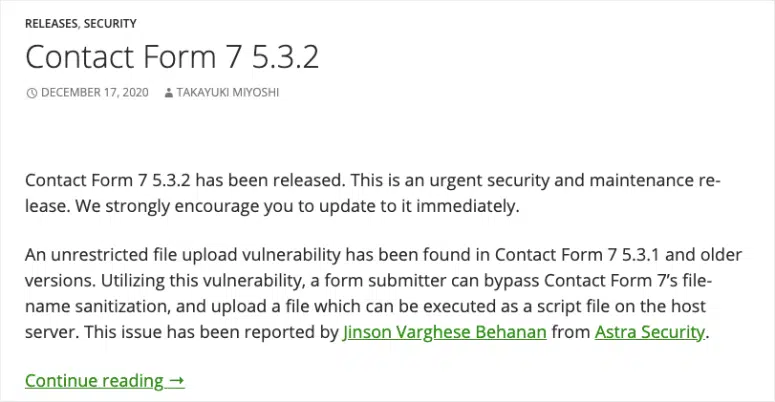 RELEASES, SECURITY
Contact Form 7 5.3.2
DECEMBER 17, 2020 TAKAYUKI MIYOSHI
Contact Form 7 5.3.2 has been released. This is an urgent security and maintenance re-
lease. We strongly encourage you to update to it immediately.
An unrestricted file upload vulnerability has been found in Contact Form 7 5.3.1 and older
versions. Utilizing this vulnerability, a form submitter can bypass Contact Form 7’s file-
name sanitization, and upload a file which can be executed as a script file on the host
server. This issue has been reported by Jinson Varghese Behanan from Astra Security.
Continue reading →